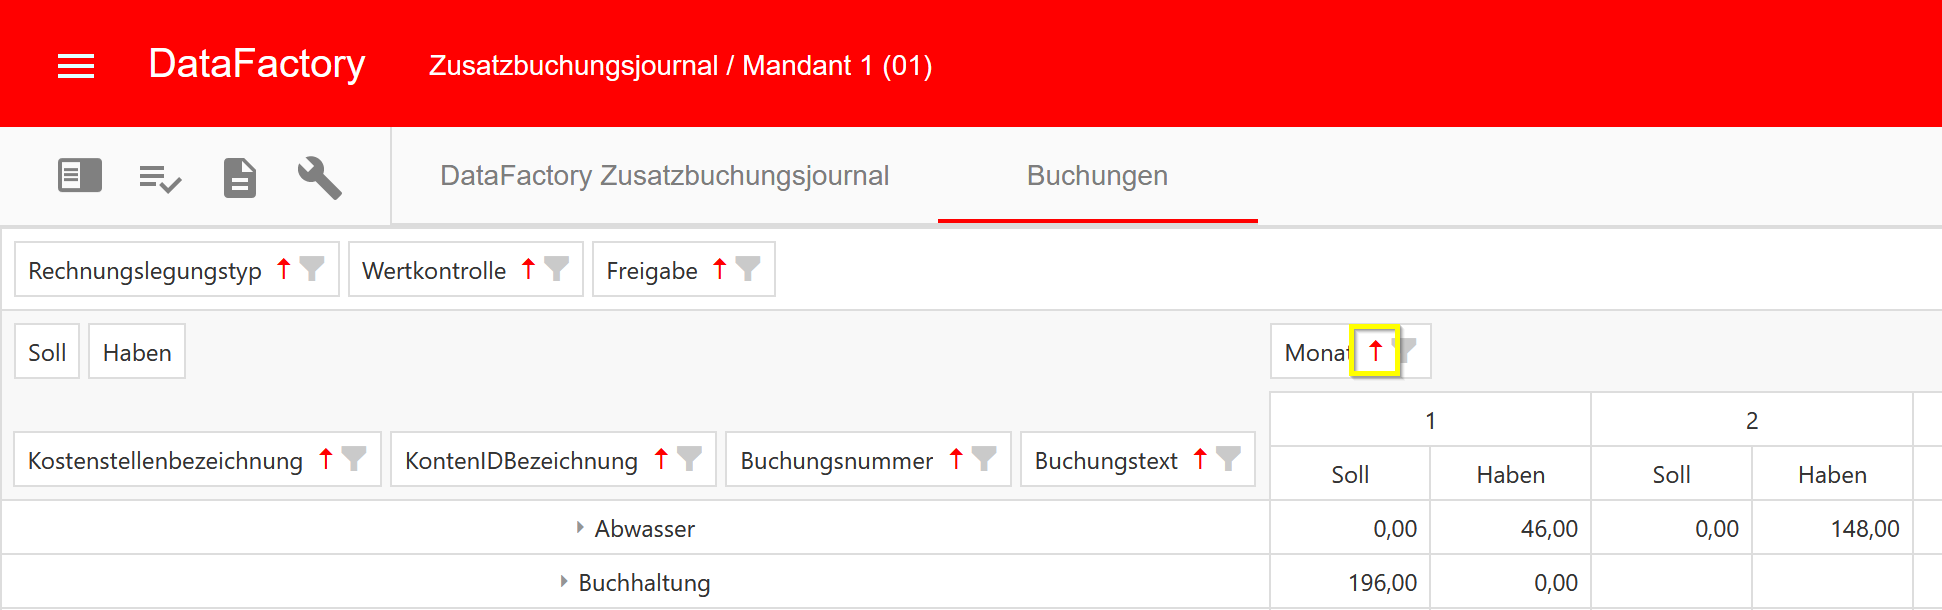 DataFactory Zusatzbuchungsjournal / Mandant 1 (01)
DataFactory Zusatzbuchungsjournal Buchungen
Rechnungslegungstyp Wertkontrolle Freigabe
Soll Haben Monat
1 2
Kostenstellenbezeichnung KontenIDBezeichnung Buchungsnummer Buchungstext
Soll Haben Soll Haben
Abwasser 0,00 46,00 0,00 148,00
Buchhaltung 196,00 0,00